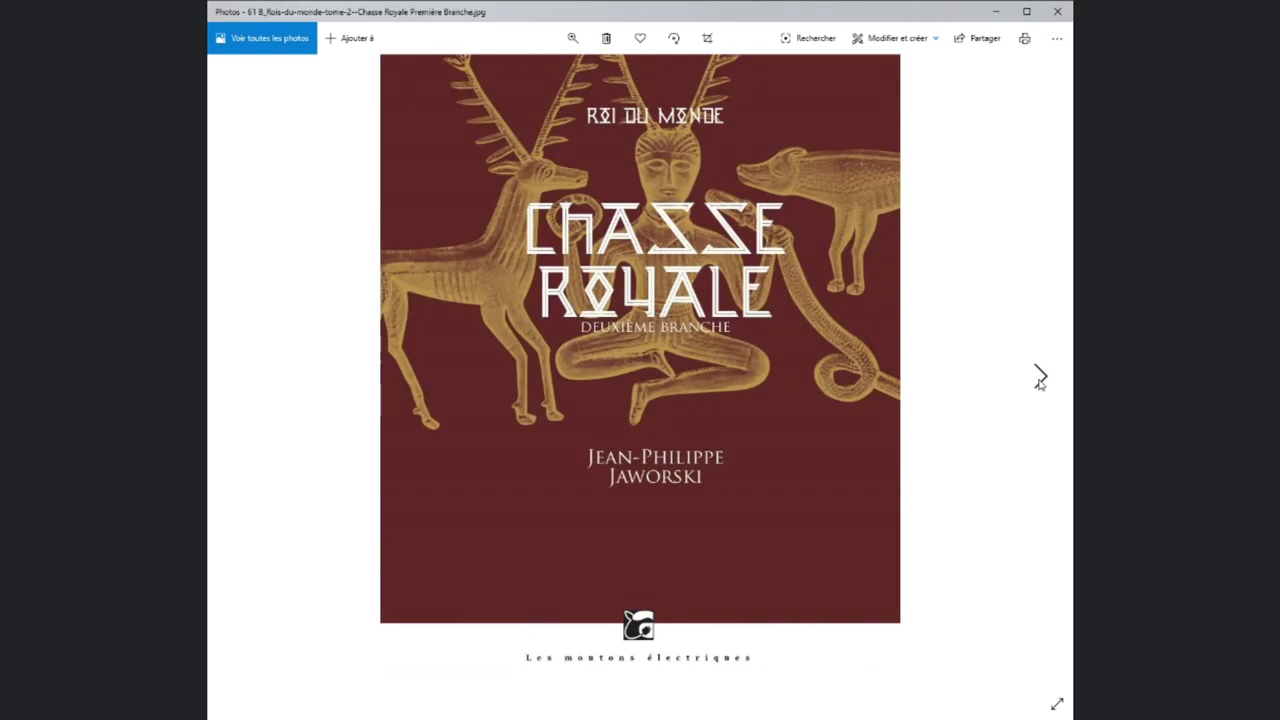 Photos - 61 B_Rois-du-monde-tome-2--Chasse Royale Première Branche.jpg
Voir toutes les photos
Ajouter à
Rechercher
Modifier et créer
Partager
ROI DU MONDE
CHASSE
ROYALE
DEUXIÈME BRANCHE
JEAN-PHILIPPE
JAWORSKI
Les moutons électriques